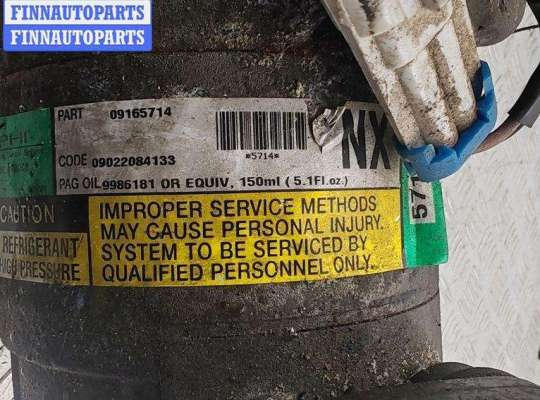 FINNAUTOPARTS
FINNAUTOPARTS
PART 09165714
CODE 09022084133
*5714*
NX
PAG OIL 9986181 OR EQUIV, 150ml (5.1Fl.oz.)
571
CAUTION
REFRIGERANT
HIGH PRESSURE
IMPROPER SERVICE METHODS
MAY CAUSE PERSONAL INJURY.
SYSTEM TO BE SERVICED BY
QUALIFIED PERSONNEL ONLY.